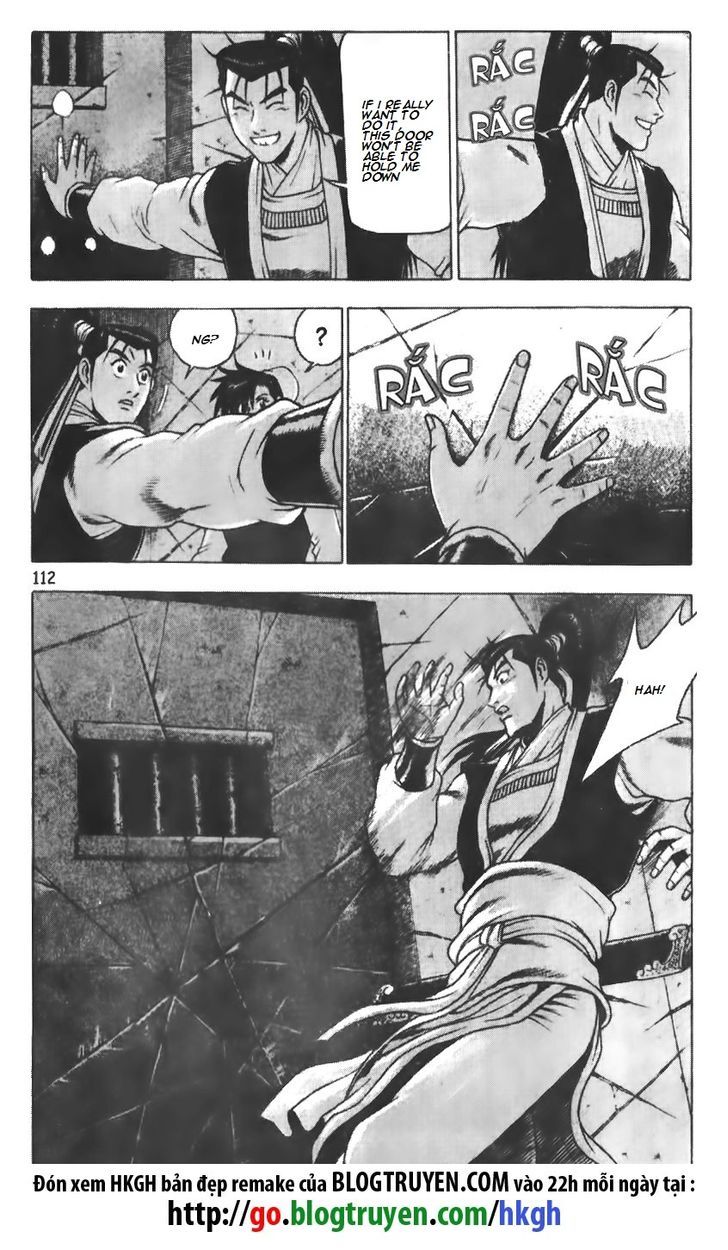 IF I REALLY
WANT TO
DO IT,
THIS DOOR
WON'T BE
ABLE TO
HOLD ME
DOWN
RẮC
RẮC
NG?
?
RẮC
RẮC
112
HAH!
Đón xem HKGH bản đẹp remake của BLOGTRUYEN.COM vào 22h mỗi ngày tại :
http://go.blogtruyen.com/hkgh